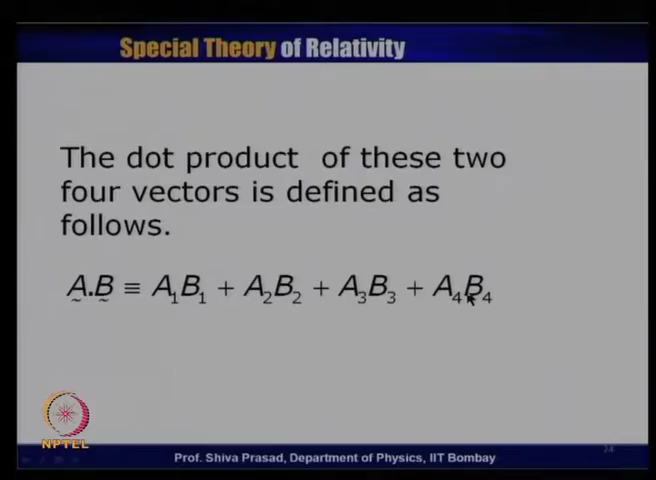 Special Theory of Relativity
The dot product of these two
four vectors is defined as
follows.
A.B ≡ A₁B₁ + A₂B₂ + A₃B₃ + A₄B₄
NPTEL
Prof. Shiva Prasad, Department of Physics, IIT Bombay
24